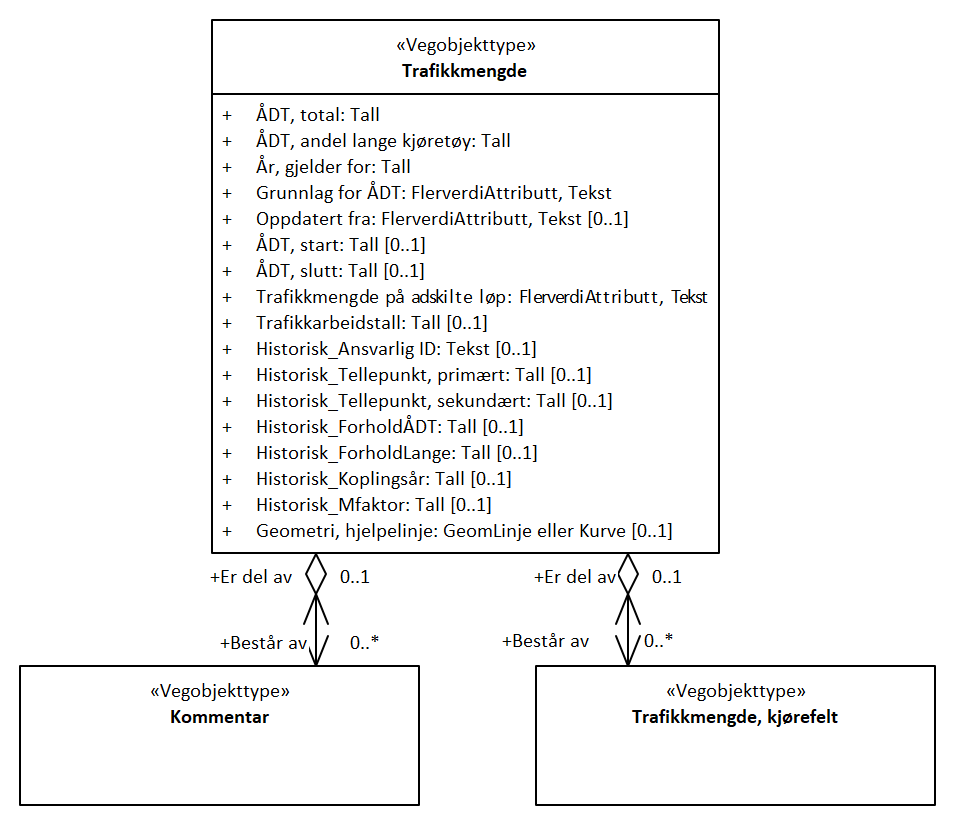 «Vegobjekttype»
Trafikkmengde
+ ÅDT, total: Tall
+ ÅDT, andel lange kjøretøy: Tall
+ År, gjelder for: Tall
+ Grunnlag for ÅDT: FlerverdiAttributt, Tekst
+ Oppdatert fra: FlerverdiAttributt, Tekst [0..1]
+ ÅDT, start: Tall [0..1]
+ ÅDT, slutt: Tall [0..1]
+ Trafikkmengde på adskilte løp: FlerverdiAttributt, Tekst
+ Trafikkarbeidstall: Tall [0..1]
+ Historisk_Ansvarlig ID: Tekst [0..1]
+ Historisk_Tellepunkt, primært: Tall [0..1]
+ Historisk_Tellepunkt, sekundært: Tall [0..1]
+ Historisk_ForholdÅDT: Tall [0..1]
+ Historisk_ForholdLange: Tall [0..1]
+ Historisk_Koplingsår: Tall [0..1]
+ Historisk_Mfaktor: Tall [0..1]
+ Geometri, hjelpelinje: GeomLinje eller Kurve [0..1]
+Er del av 0..1 +Er del av 0..1
+Består av 0..* +Består av 0..*
«Vegobjekttype»
Kommentar
«Vegobjekttype»
Trafikkmengde, kjørefelt